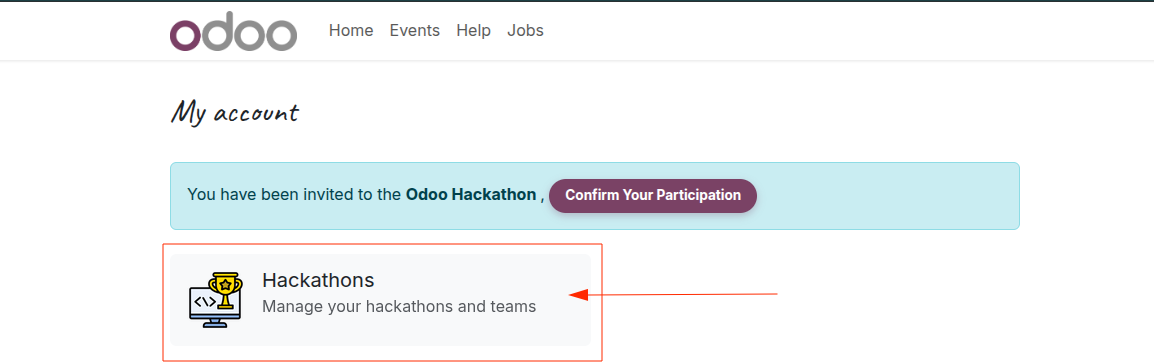 odoo Home Events Help Jobs
My account
You have been invited to the Odoo Hackathon , Confirm Your Participation
Hackathons
Manage your hackathons and teams